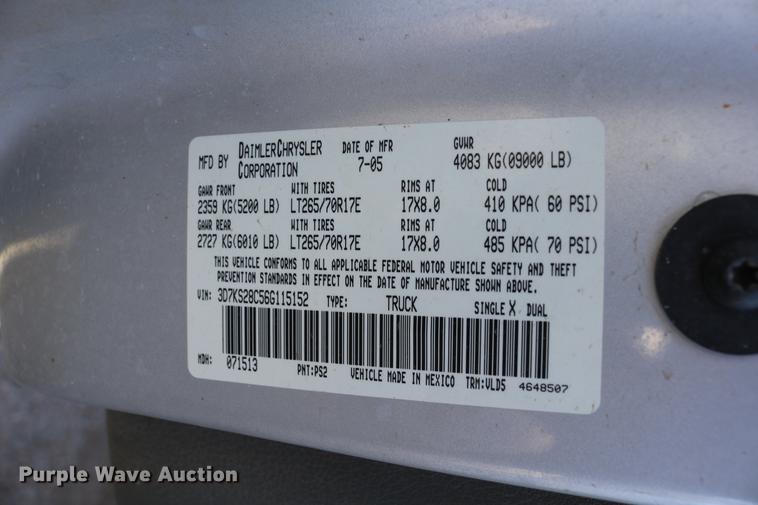 MFD BY DAIMLERCHRYSLER CORPORATION DATE OF MFR 7-05 GVWR 4083 KG(09000 LB)
GAWR FRONT WITH TIRES RIMS AT COLD
2359 KG(5200 LB) LT265/70R17E 17X8.0 410 KPA( 60 PSI)
GAWR REAR WITH TIRES RIMS AT COLD
2727 KG(6010 LB) LT265/70R17E 17X8.0 485 KPA( 70 PSI)
THIS VEHICLE CONFORMS TO ALL APPLICABLE FEDERAL MOTOR VEHICLE SAFETY AND THEFT
PREVENTION STANDARDS IN EFFECT ON THE DATE OF MANUFACTURE SHOWN ABOVE.
VIN: 3D7KS28C56G115152 TYPE: TRUCK SINGLE X DUAL
MDH: 071513 PNT:PS2 VEHICLE MADE IN MEXICO TRM:VLD5 4648507
Purple Wave Auction